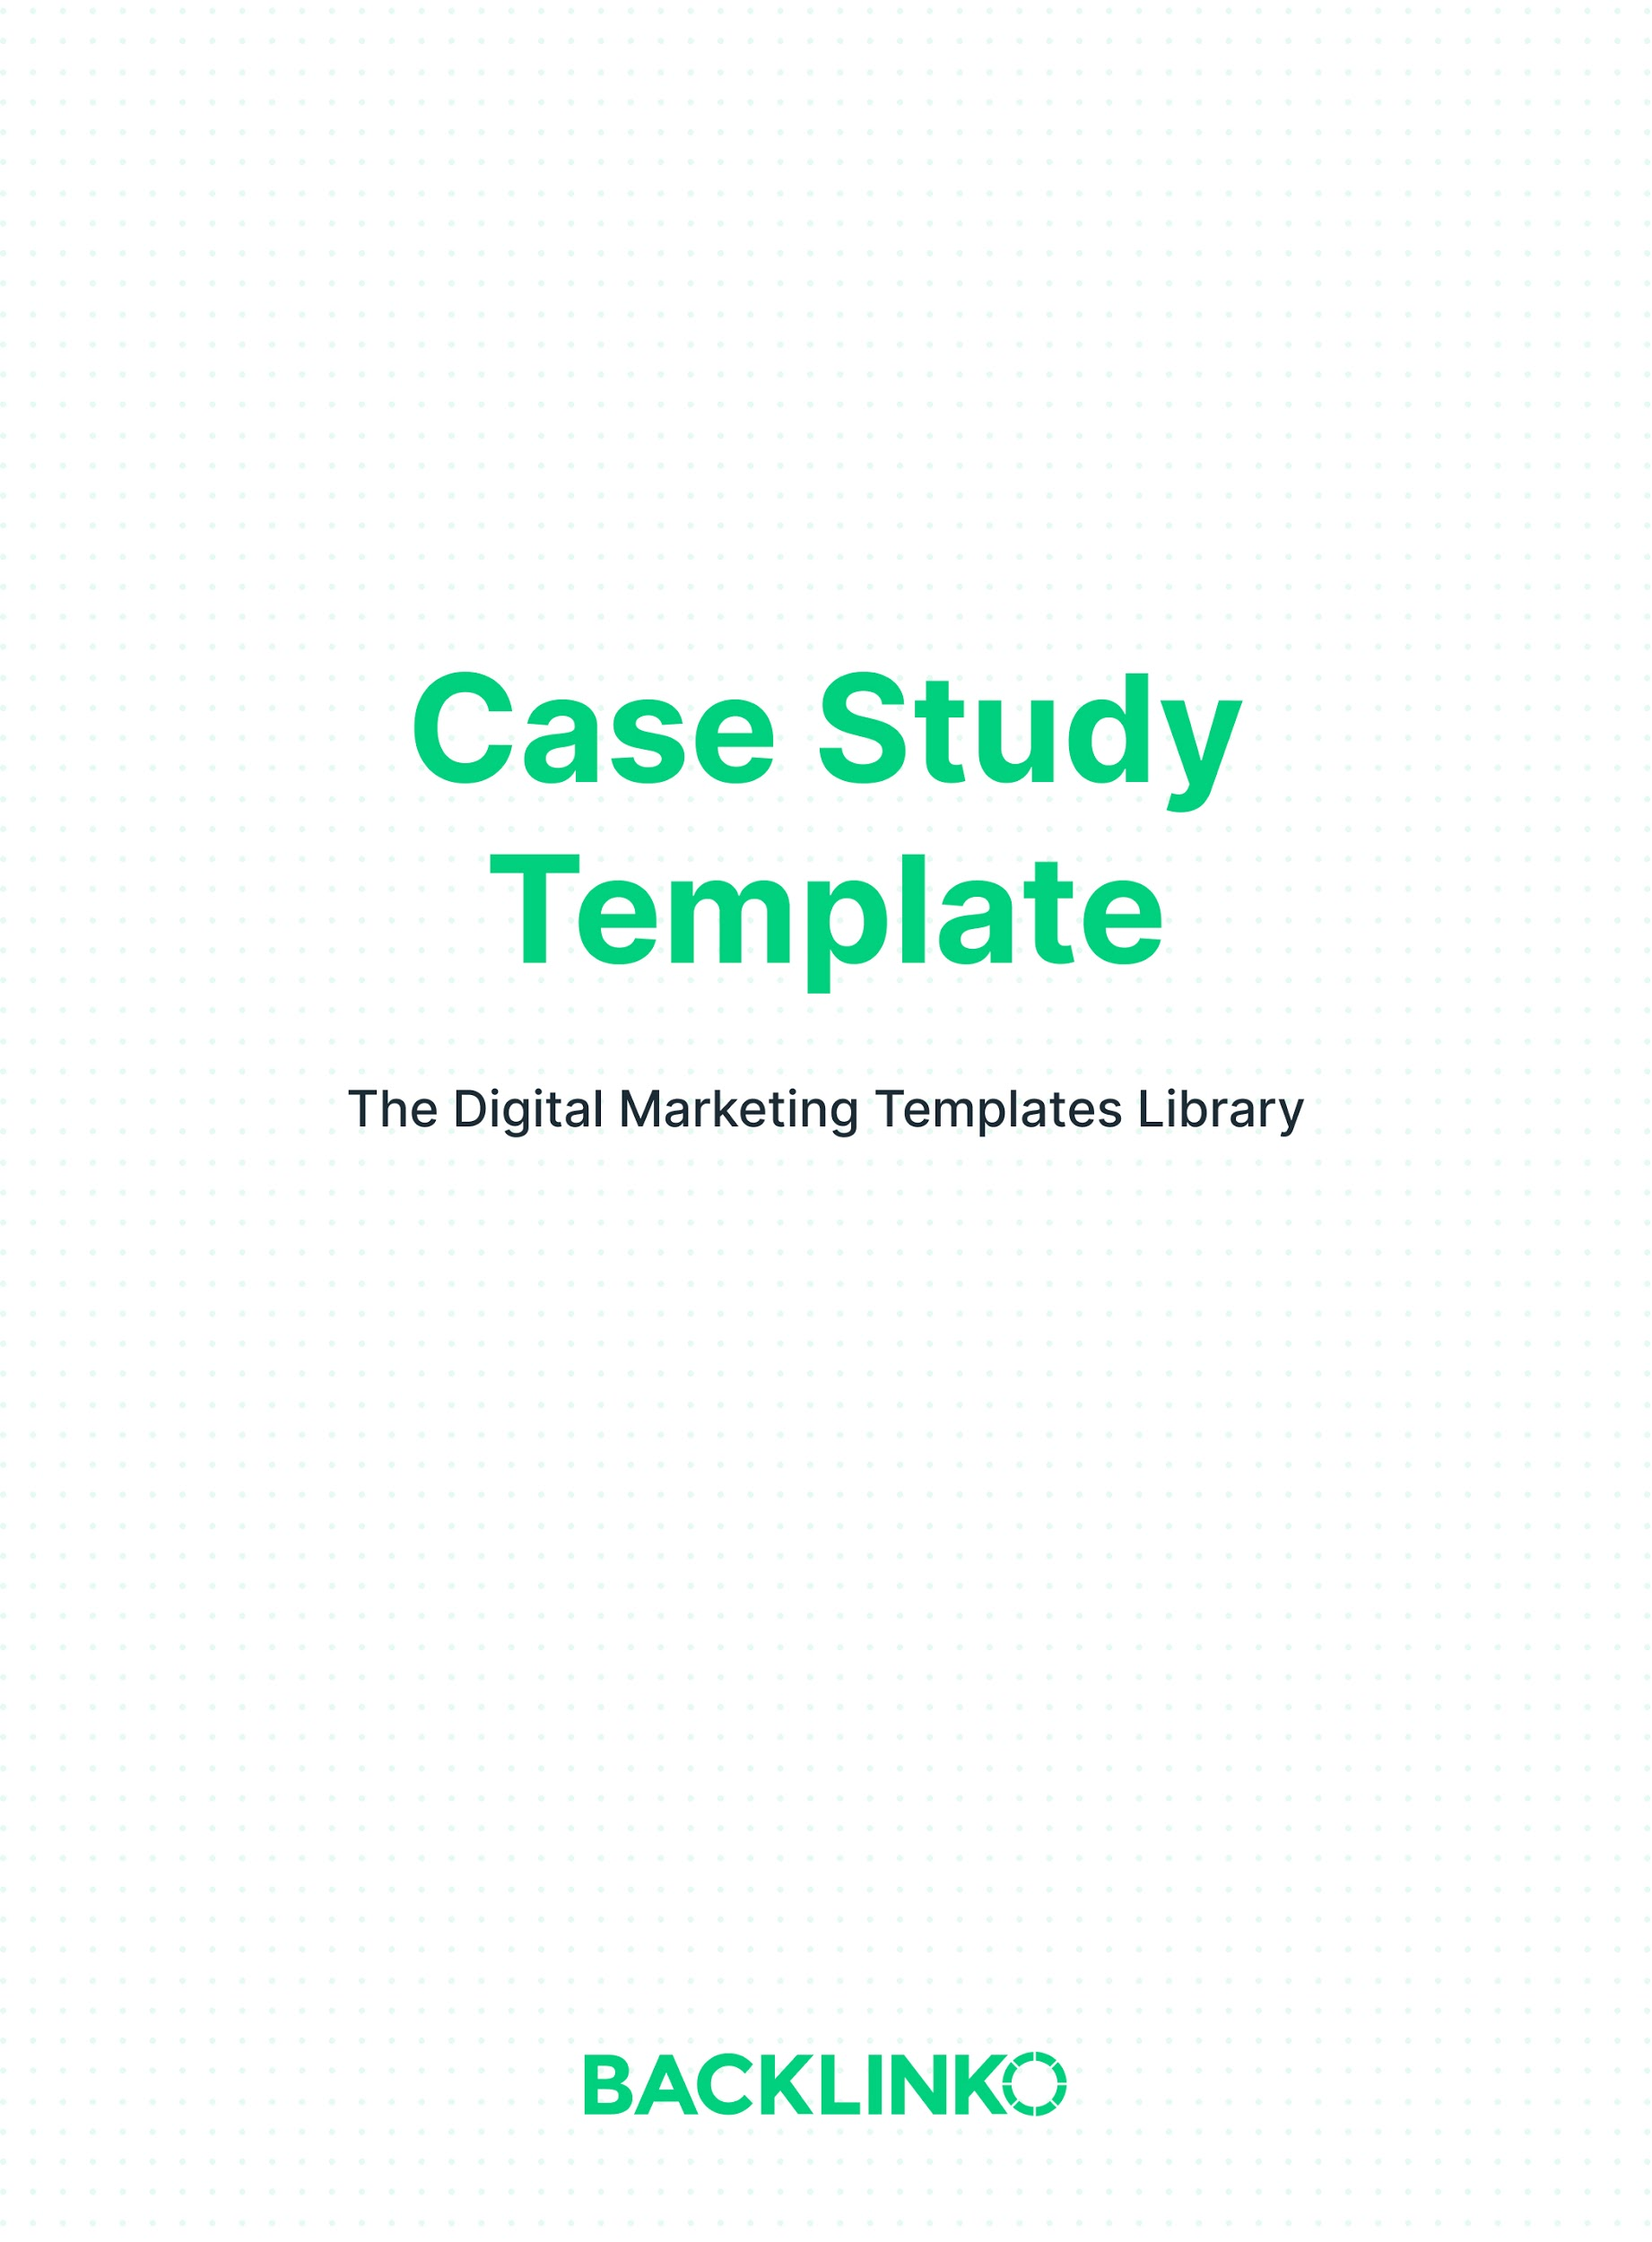 Case Study
Template
The Digital Marketing Templates Library
BACKLINKO